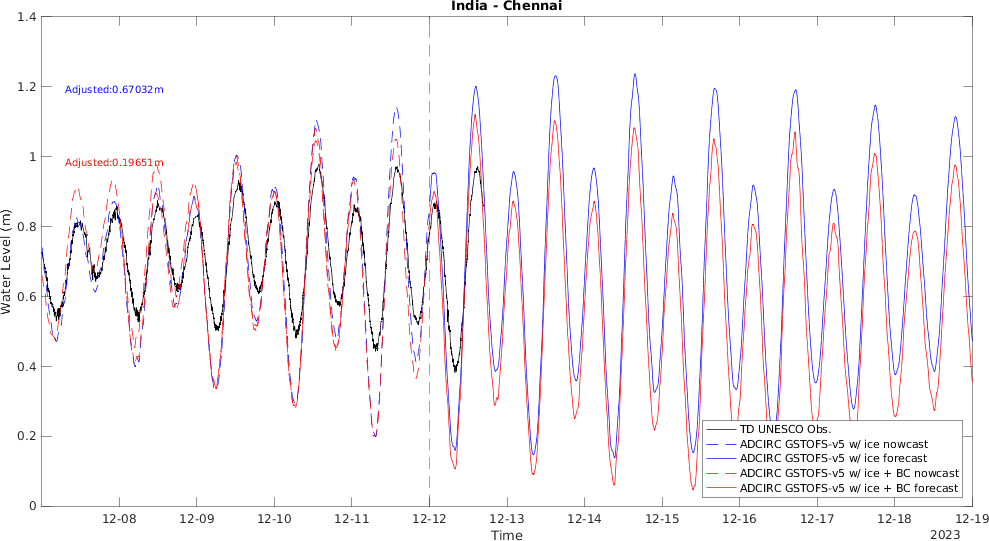 India - Chennai
1.4
1.2
1
0.8
0.6
0.4
0.2
0
Water Level (m)
Adjusted:0.67032m
Adjusted:0.19651m
TD UNESCO Obs.
ADCIRC GSTOFS-v5 w/ ice nowcast
ADCIRC GSTOFS-v5 w/ ice forecast
ADCIRC GSTOFS-v5 w/ ice + BC nowcast
ADCIRC GSTOFS-v5 w/ ice + BC forecast
12-08 12-09 12-10 12-11 12-12 12-13 12-14 12-15 12-16 12-17 12-18 12-19
Time
2023